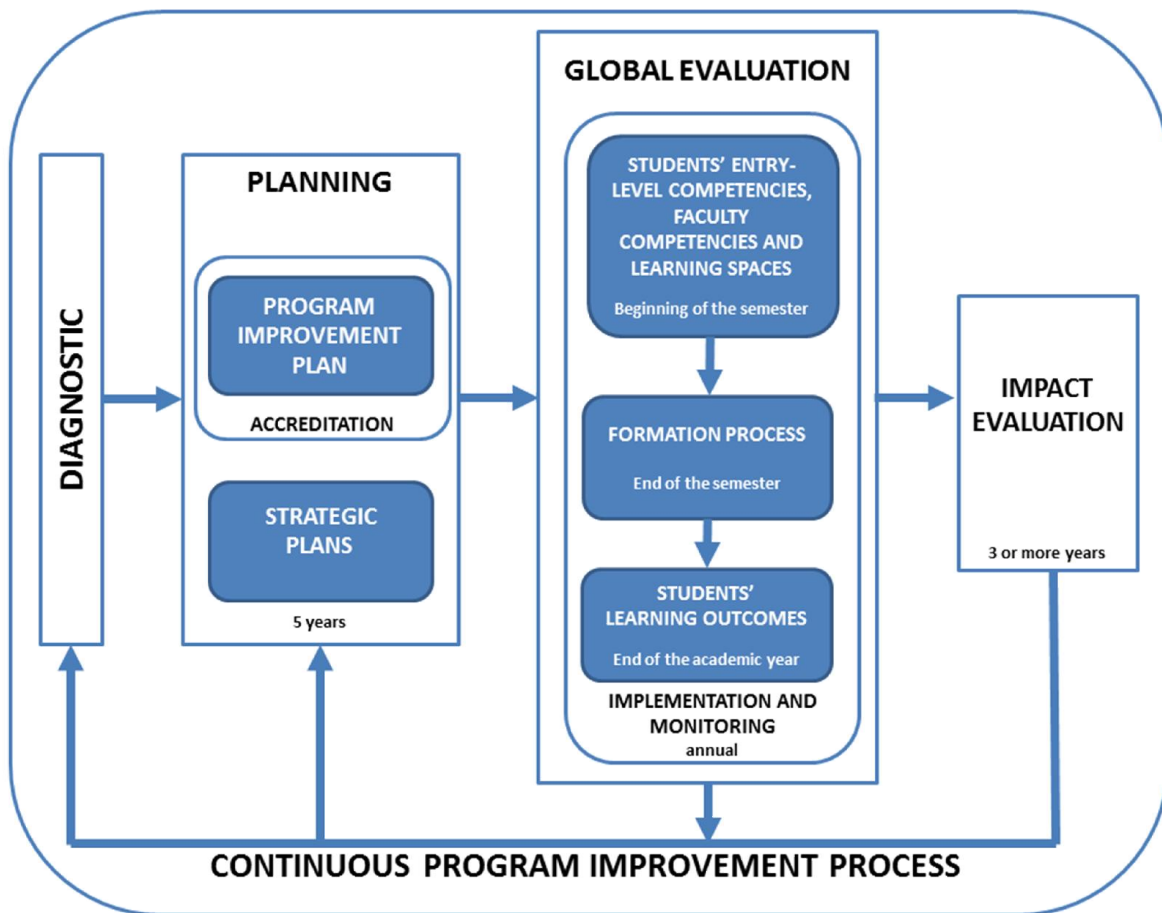 DIAGNOSTIC
PLANNING
PROGRAM
IMPROVEMENT
PLAN
ACCREDITATION
STRATEGIC
PLANS
5 years
GLOBAL EVALUATION
STUDENTS' ENTRY-
LEVEL COMPETENCIES,
FACULTY
COMPETENCIES AND
LEARNING SPACES
Beginning of the semester
FORMATION PROCESS
End of the semester
STUDENTS'
LEARNING OUTCOMES
End of the academic year
IMPLEMENTATION AND
MONITORING
annual
IMPACT
EVALUATION
3 or more years
CONTINUOUS PROGRAM IMPROVEMENT PROCESS